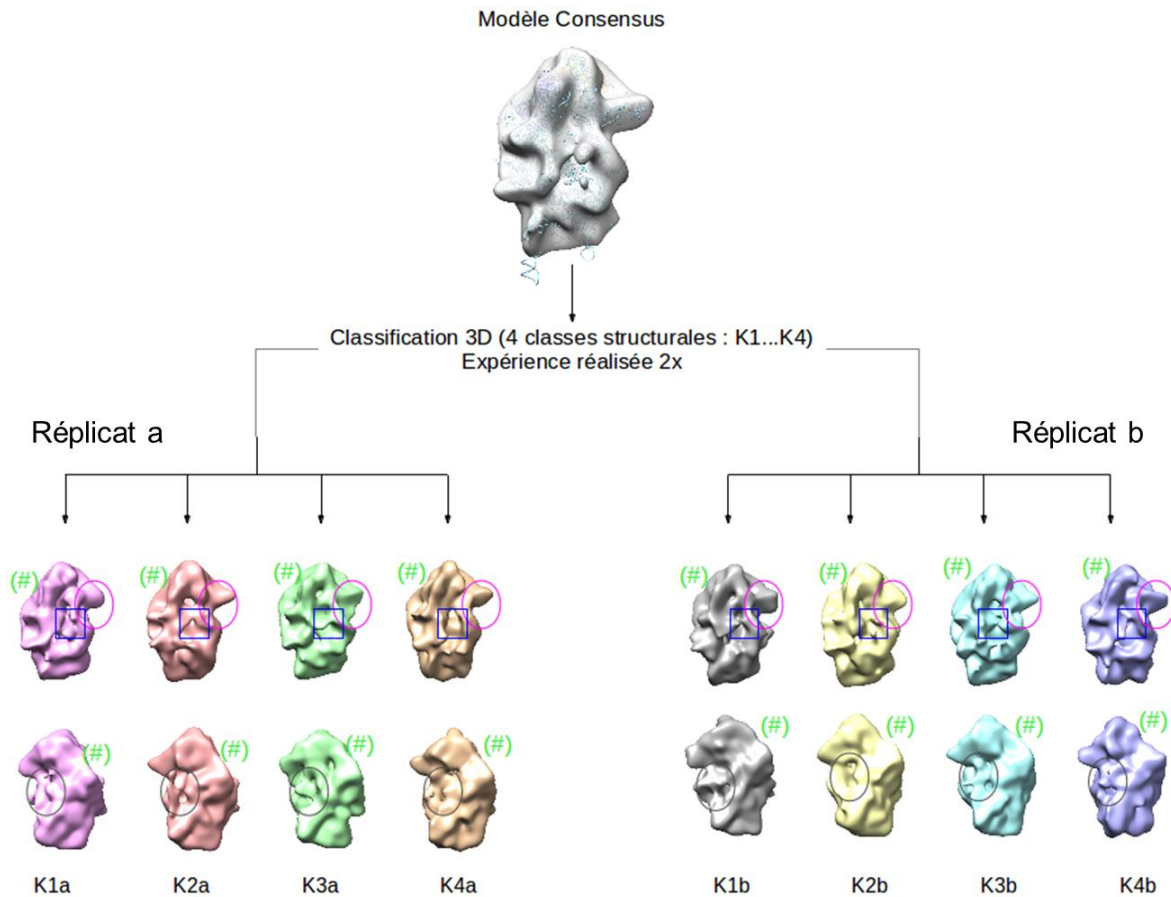 Modèle Consensus
Classification 3D (4 classes structurales : K1...K4)
Expérience réalisée 2x
Réplicat a
Réplicat b
(#) (#) (#) (#) (#) (#) (#) (#)
(#) (#) (#) (#) (#) (#) (#) (#)
K1a K2a K3a K4a K1b K2b K3b K4b